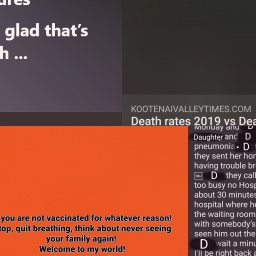 ures
glad that’s
h ...
KOOTENAIVALLEYTIMES.COM
Death rates 2019 vs Dea
you are not vaccinated for whatever reason!
top, quit breathing, think about never seeing
your family again!
Welcome to my world!
Monday and D
Daughter and D
pneumonia D
they sent her hom
having trouble br
D they call
too busy no Hosp
about 30 minutes
hospital where he
the waiting room
with somebody's
seen him out the
D wait a minu
I'll be right back a